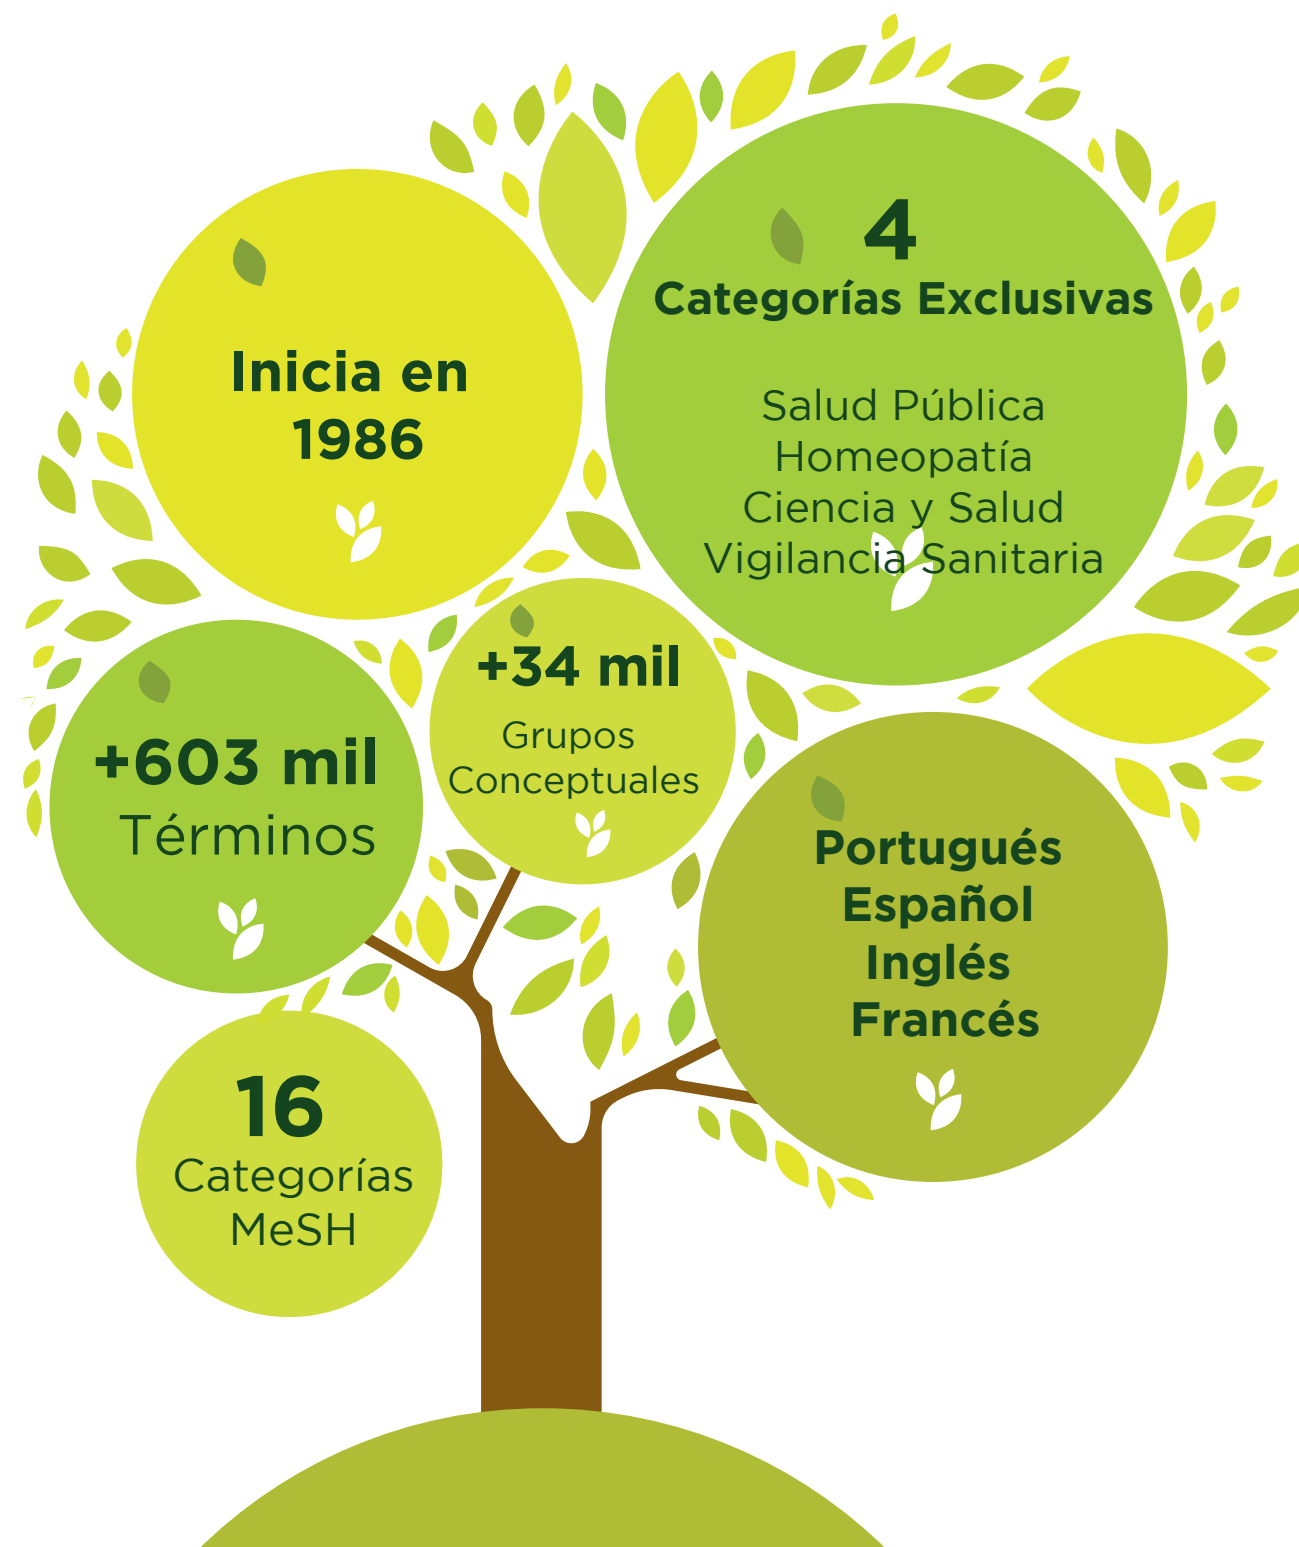 Inicia en
1986
4
Categorías Exclusivas
Salud Pública
Homeopatía
Ciencia y Salud
Vigilancia Sanitaria
+603 mil
Términos
+34 mil
Grupos
Conceptuales
Portugués
Español
Inglés
Francés
16
Categorías
MeSH